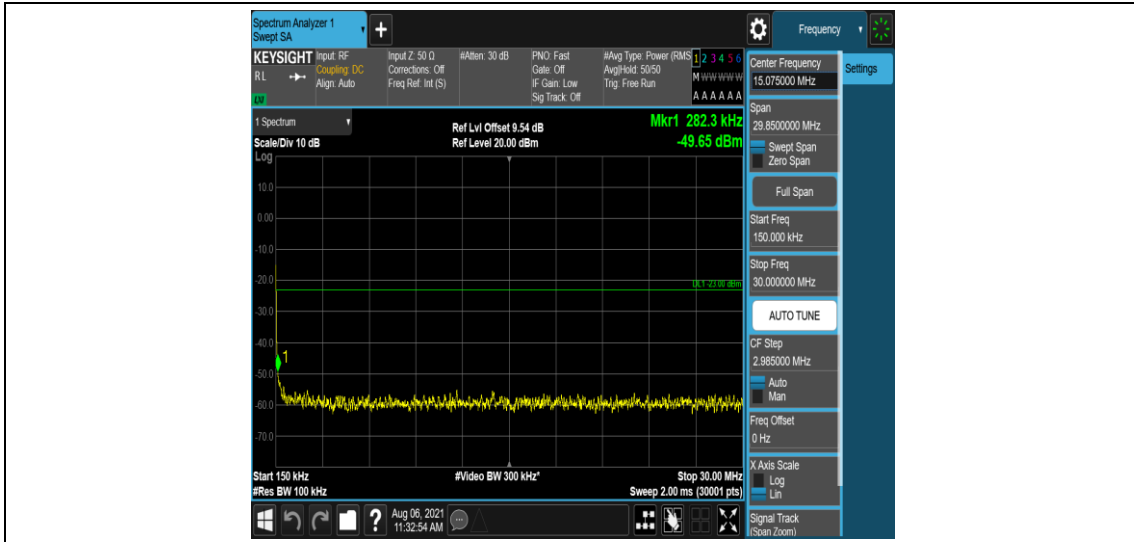 Spectrum Analyzer 1
Swept SA
Frequency
KEYSIGHT
RL
Input: RF
Coupling: DC
Align: Auto
Input Z: 50 Ω
Corrections: Off
Freq Ref: Int (S)
#Atten: 30 dB
PNO: Fast
Gate: Off
IF Gain: Low
Sig Track: Off
#Avg Type: Power (RMS
Avg|Hold: 50/50
Trig: Free Run
1 2 3 4 5 6
M W W W W W
A A A A A A
1 Spectrum
Scale/Div 10 dB
Log
Ref Lvl Offset 9.54 dB
Ref Level 20.00 dBm
Mkr1 282.3 kHz
-49.65 dBm
10.0
0.00
-10.0
-20.0
DL1 -23.00 dBm
-30.0
-40.0
1
-50.0
-60.0
-70.0
Start 150 kHz
#Res BW 100 kHz
#Video BW 300 kHz*
Stop 30.00 MHz
Sweep 2.00 ms (30001 pts)
Center Frequency
15.075000 MHz
Settings
Span
29.8500000 MHz
Swept Span
Zero Span
Full Span
Start Freq
150.000 kHz
Stop Freq
30.000000 MHz
AUTO TUNE
CF Step
2.985000 MHz
Auto
Man
Freq Offset
0 Hz
X Axis Scale
Log
Lin
Signal Track
(Span Zoom)
?
Aug 06, 2021
11:32:54 AM